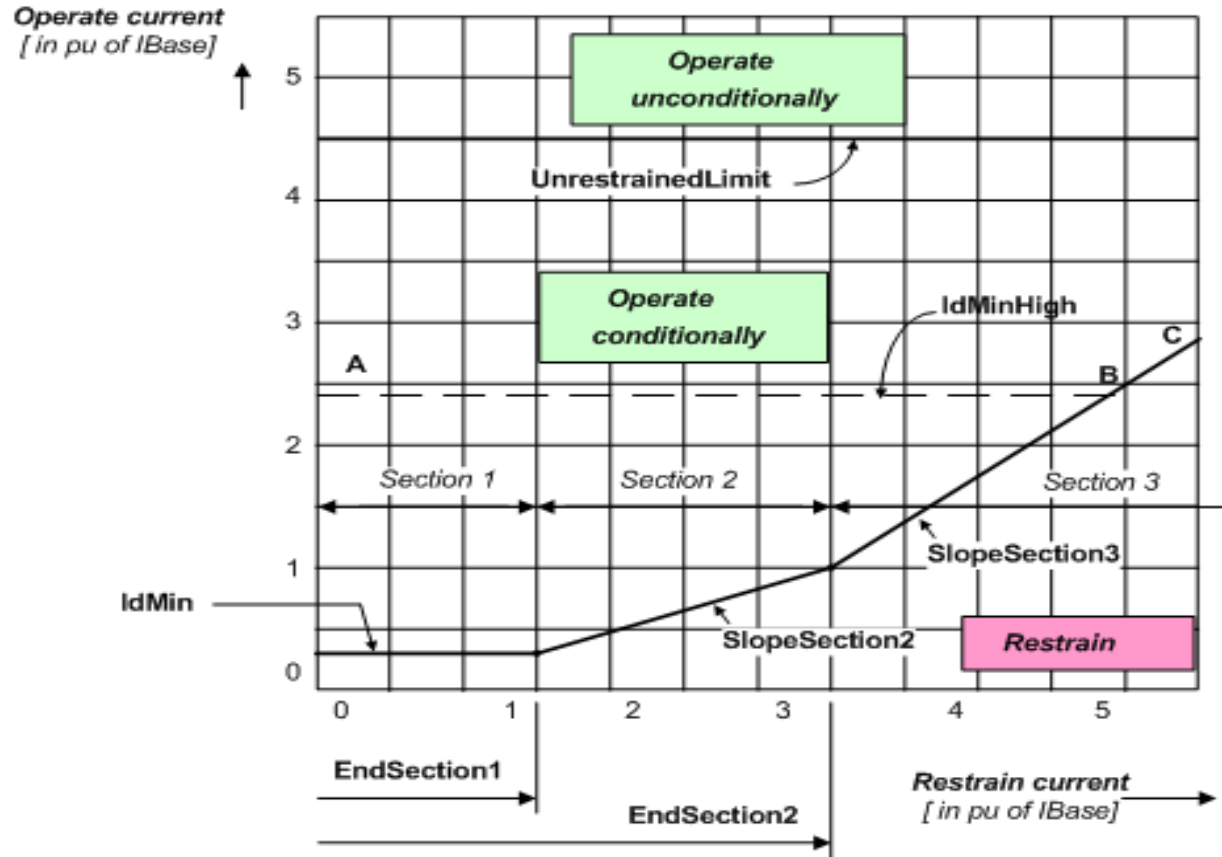 Operate current
[ in pu of IBase]
5
Operate
unconditionally
UnrestrainedLimit
4
3
Operate
conditionally
IdMinHigh
C
A
B
2
Section 1
Section 2
Section 3
1
SlopeSection3
IdMin
SlopeSection2
Restrain
0
0
1
2
3
4
5
EndSection1
Restrain current
[ in pu of IBase]
EndSection2